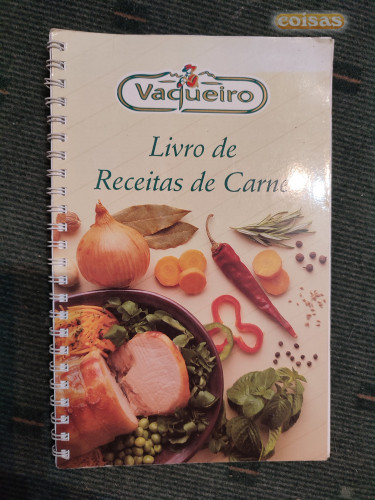 coisas
Vaqueiro
Livro de
Receitas de Carne